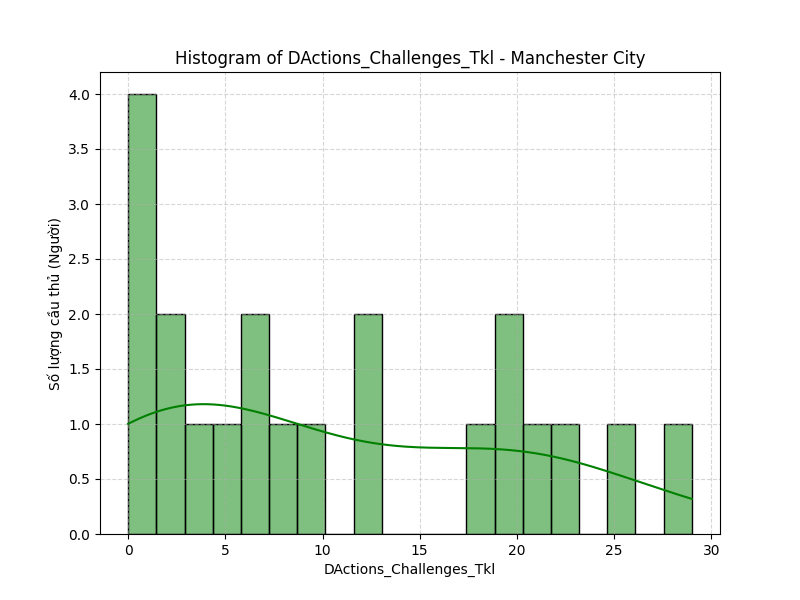 Histogram of DActions_Challenges_Tkl - Manchester City
4.0
3.5
3.0
2.5
2.0
1.5
1.0
0.5
0.0
Số lượng cầu thủ (Người)
0 5 10 15 20 25 30
DActions_Challenges_Tkl